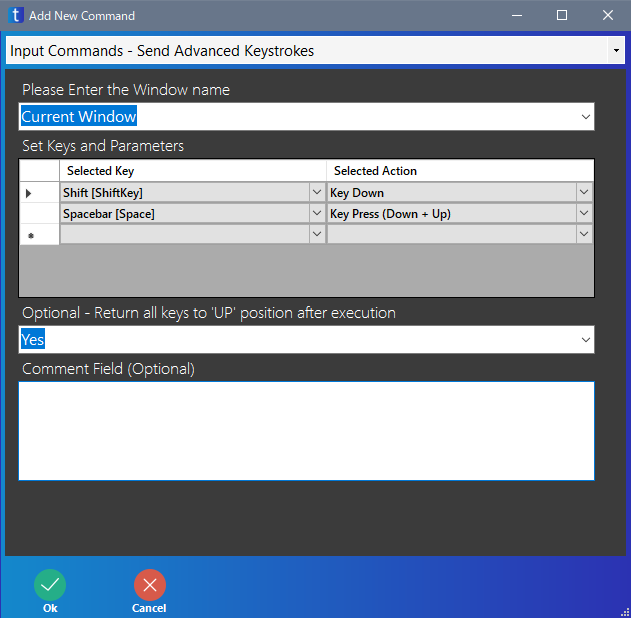 t Add New Command
Input Commands - Send Advanced Keystrokes
Please Enter the Window name
Current Window
Set Keys and Parameters
Selected Key Selected Action
Shift [ShiftKey] Key Down
Spacebar [Space] Key Press (Down + Up)
Optional - Return all keys to 'UP' position after execution
Yes
Comment Field (Optional)
Ok Cancel